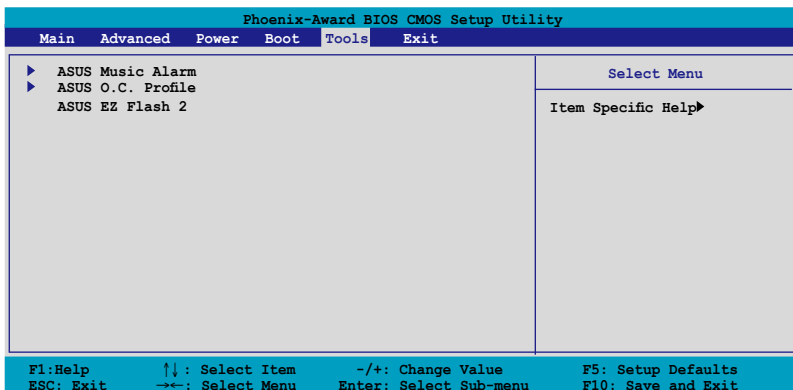 Phoenix-Award BIOS CMOS Setup Utility
Main Advanced Power Boot Tools Exit
ASUS Music Alarm
ASUS O.C. Profile
ASUS EZ Flash 2
Select Menu
Item Specific Help
F1:Help ↑↓: Select Item -/+: Change Value F5: Setup Defaults
ESC: Exit →←: Select Menu Enter: Select Sub-menu F10: Save and Exit